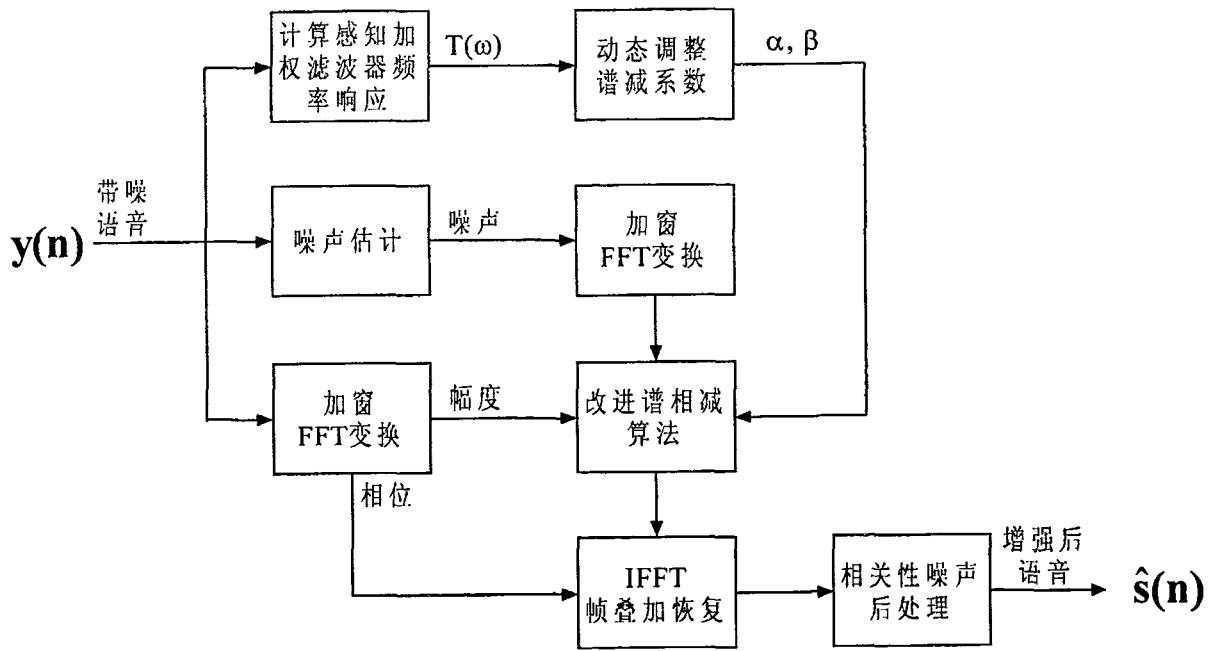 计算感知加
权滤波器频
率响应
T(ω)
动态调整
谱减系数
α, β
带噪
语音
y(n)
噪声估计
噪声
加窗
FFT变换
加窗
FFT变换
幅度
改进谱相减
算法
相位
IFFT
帧叠加恢复
相关性噪声
后处理
增强后
语音
ŝ(n)